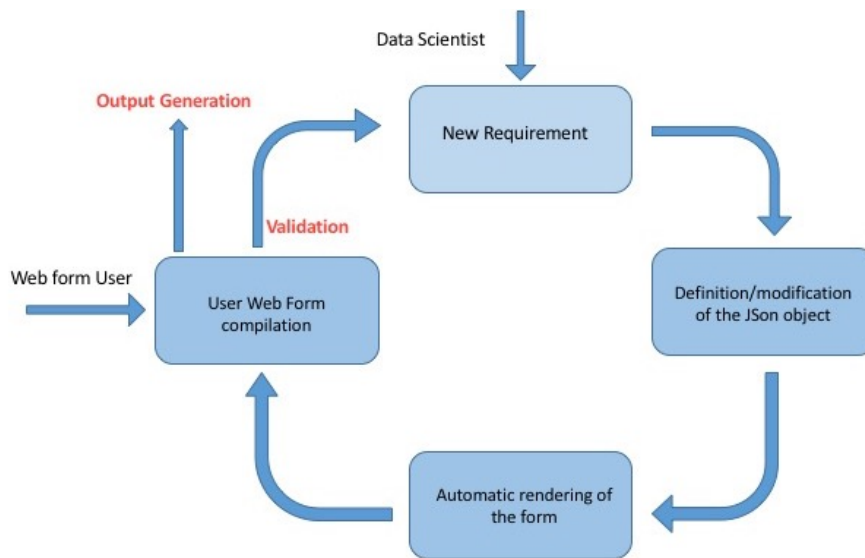 Data Scientist
Output Generation
New Requirement
Validation
Web form User
User Web Form
compilation
Definition/modification
of the JSon object
Automatic rendering of
the form